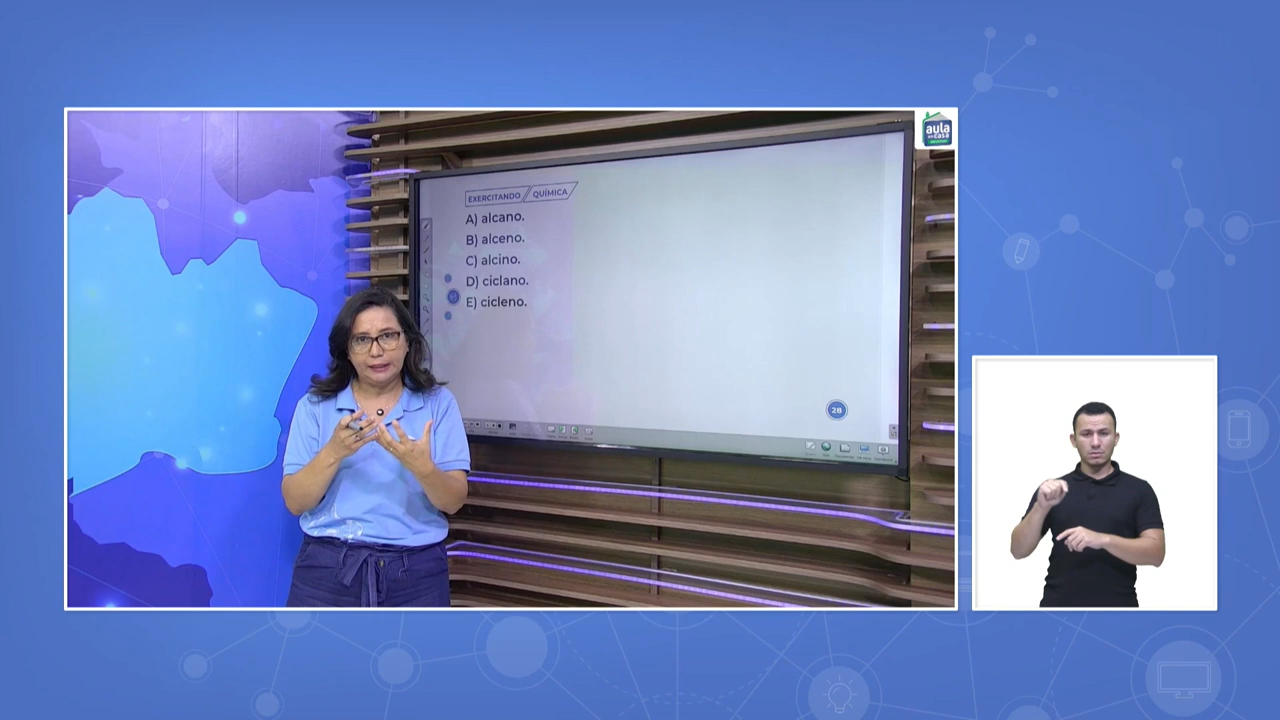 aula
em casa
EXERCITANDO QUÍMICA
A) alcano.
B) alceno.
C) alcino.
D) ciclano.
E) cicleno.
28